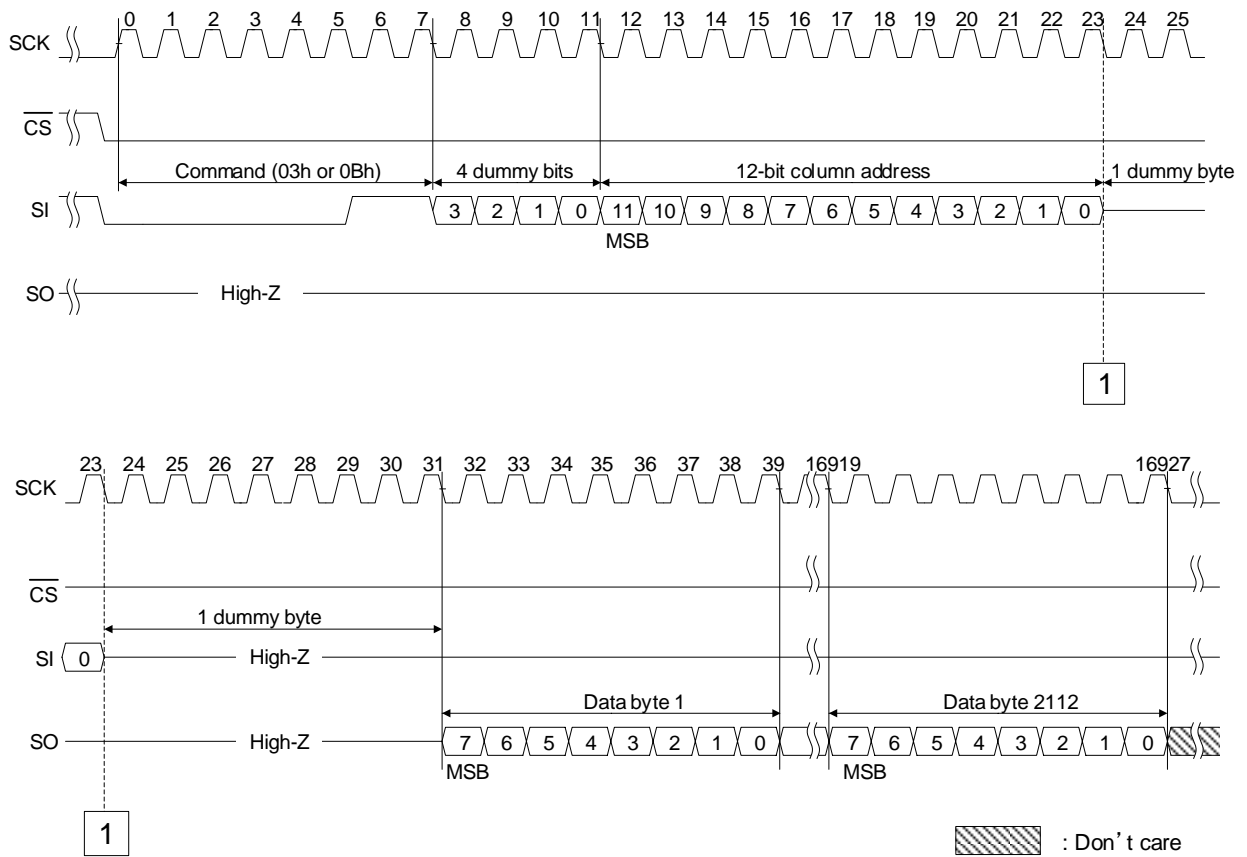 0 1 2 3 4 5 6 7 8 9 10 11 12 13 14 15 16 17 18 19 20 21 22 23 24 25
SCK
CS
Command (03h or 0Bh) 4 dummy bits 12-bit column address 1 dummy byte
SI 3 2 1 0 11 10 9 8 7 6 5 4 3 2 1 0
MSB
SO High-Z
1
23 24 25 26 27 28 29 30 31 32 33 34 35 36 37 38 39 16919 16927
SCK
CS
1 dummy byte
SI 0 High-Z
Data byte 1 Data byte 2112
SO High-Z 7 6 5 4 3 2 1 0 7 6 5 4 3 2 1 0
MSB MSB
1
: Don't care